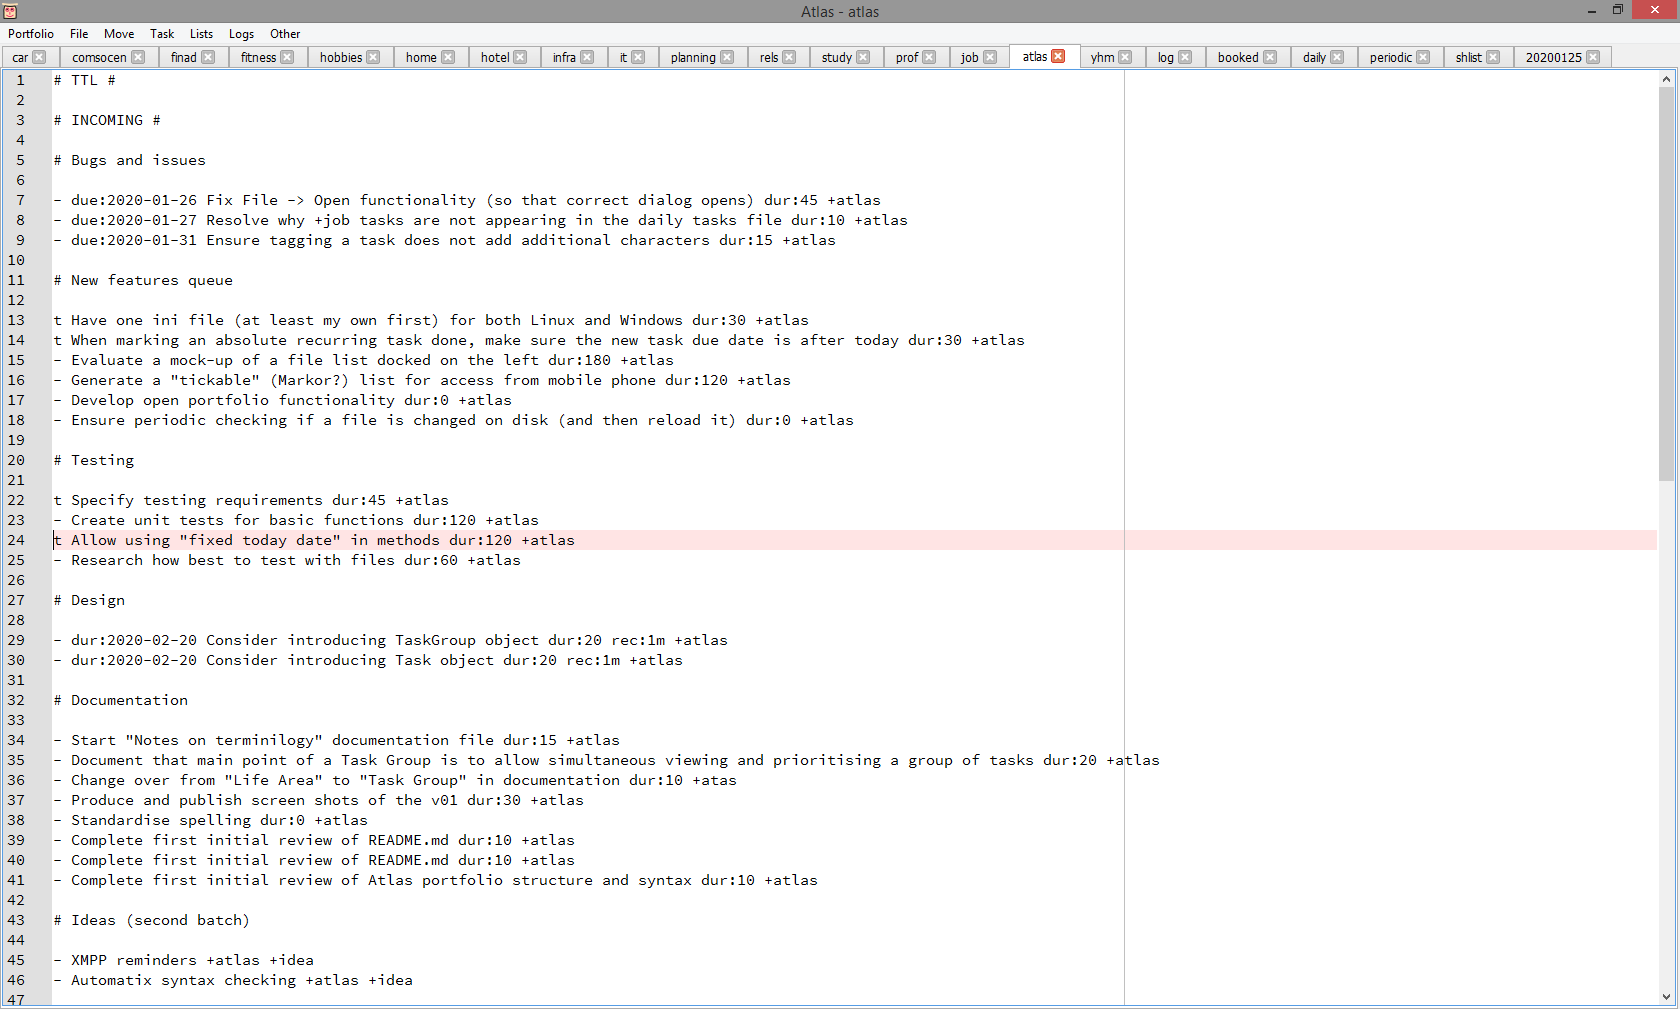 Atlas - atlas
Portfolio File Move Task Lists Logs Other
car comsocen finad fitness hobbies home hotel infra it planning rels study prof job atlas yhm log booked daily periodic shlist 20200125
1 # TTL #
2
3 # INCOMING #
4
5 # Bugs and issues
6
7 - due:2020-01-26 Fix File -> Open functionality (so that correct dialog opens) dur:45 +atlas
8 - due:2020-01-27 Resolve why +job tasks are not appearing in the daily tasks file dur:10 +atlas
9 - due:2020-01-31 Ensure tagging a task does not add additional characters dur:15 +atlas
10
11 # New features queue
12
13 t Have one ini file (at least my own first) for both Linux and Windows dur:30 +atlas
14 t When marking an absolute recurring task done, make sure the new task due date is after today dur:30 +atlas
15 - Evaluate a mock-up of a file list docked on the left dur:180 +atlas
16 - Generate a "tickable" (Markor?) list for access from mobile phone dur:120 +atlas
17 - Develop open portfolio functionality dur:0 +atlas
18 - Ensure periodic checking if a file is changed on disk (and then reload it) dur:0 +atlas
19
20 # Testing
21
22 t Specify testing requirements dur:45 +atlas
23 - Create unit tests for basic functions dur:120 +atlas
24 t Allow using "fixed today date" in methods dur:120 +atlas
25 - Research how best to test with files dur:60 +atlas
26
27 # Design
28
29 - dur:2020-02-20 Consider introducing TaskGroup object dur:20 rec:1m +atlas
30 - dur:2020-02-20 Consider introducing Task object dur:20 rec:1m +atlas
31
32 # Documentation
33
34 - Start "Notes on terminilogy" documentation file dur:15 +atlas
35 - Document that main point of a Task Group is to allow simultaneous viewing and prioritising a group of tasks dur:20 +atlas
36 - Change over from "Life Area" to "Task Group" in documentation dur:10 +atas
37 - Produce and publish screen shots of the v01 dur:30 +atlas
38 - Standardise spelling dur:0 +atlas
39 - Complete first initial review of README.md dur:10 +atlas
40 - Complete first initial review of README.md dur:10 +atlas
41 - Complete first initial review of Atlas portfolio structure and syntax dur:10 +atlas
42
43 # Ideas (second batch)
44
45 - XMPP reminders +atlas +idea
46 - Automatix syntax checking +atlas +idea
47